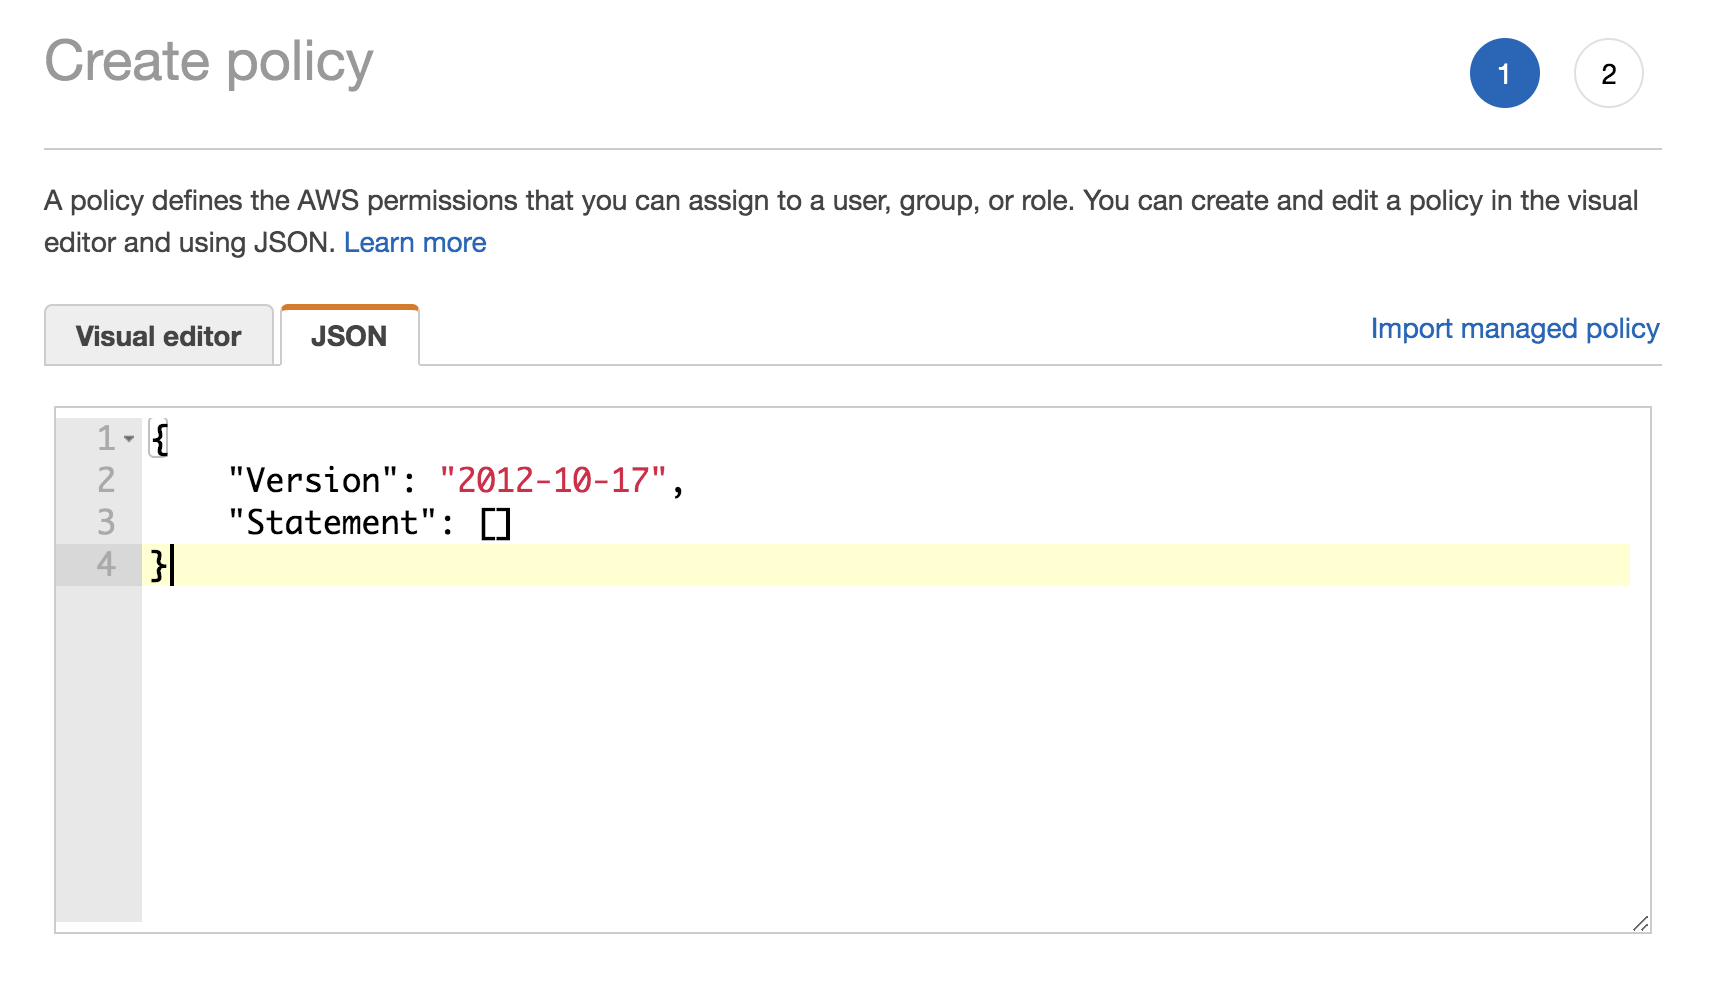 Create policy
1
2
A policy defines the AWS permissions that you can assign to a user, group, or role. You can create and edit a policy in the visual
editor and using JSON. Learn more
Visual editor
JSON
Import managed policy
1 {
2     "Version": "2012-10-17",
3     "Statement": []
4 }